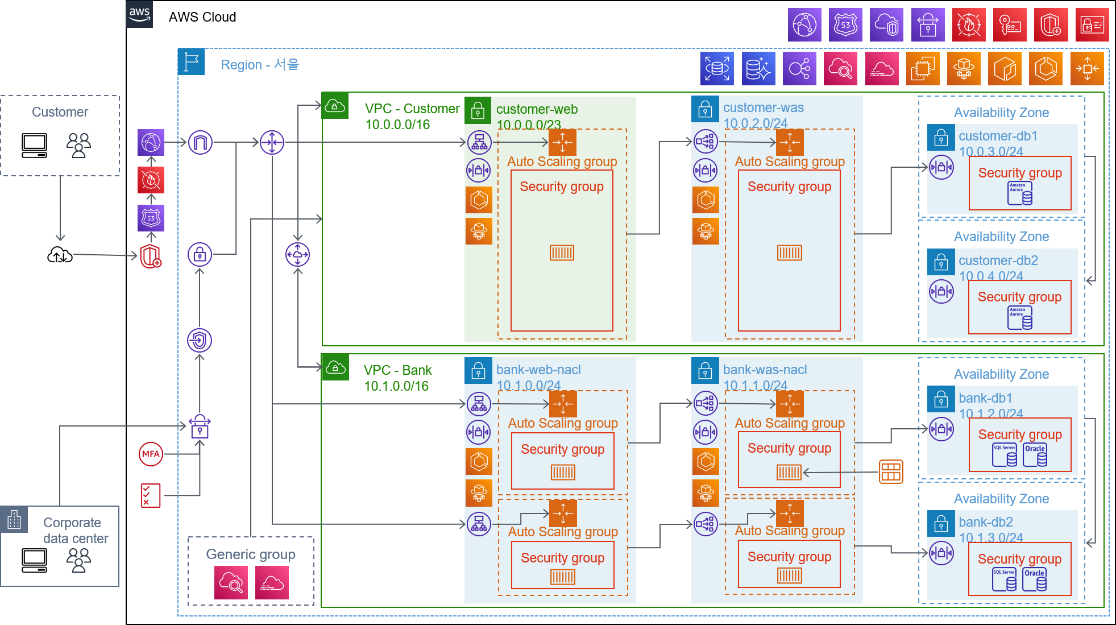 aws
AWS Cloud
53
Region - 서울
Customer
VPC - Customer
10.0.0.0/16
customer-web
10.0.0.0/23
Auto Scaling group
Security group
customer-was
10.0.2.0/24
Auto Scaling group
Security group
Availability Zone
customer-db1
10.0.3.0/24
Security group
Amazon
Aurora
Availability Zone
customer-db2
10.0.4.0/24
Security group
Amazon
Aurora
53
VPC - Bank
10.1.0.0/16
bank-web-nacl
10.1.0.0/24
Auto Scaling group
Security group
Auto Scaling group
Security group
bank-was-nacl
10.1.1.0/24
Auto Scaling group
Security group
Auto Scaling group
Security group
Availability Zone
bank-db1
10.1.2.0/24
Security group
SQL Server
Oracle
Availability Zone
bank-db2
10.1.3.0/24
Security group
SQL Server
Oracle
MFA
Corporate
data center
Generic group